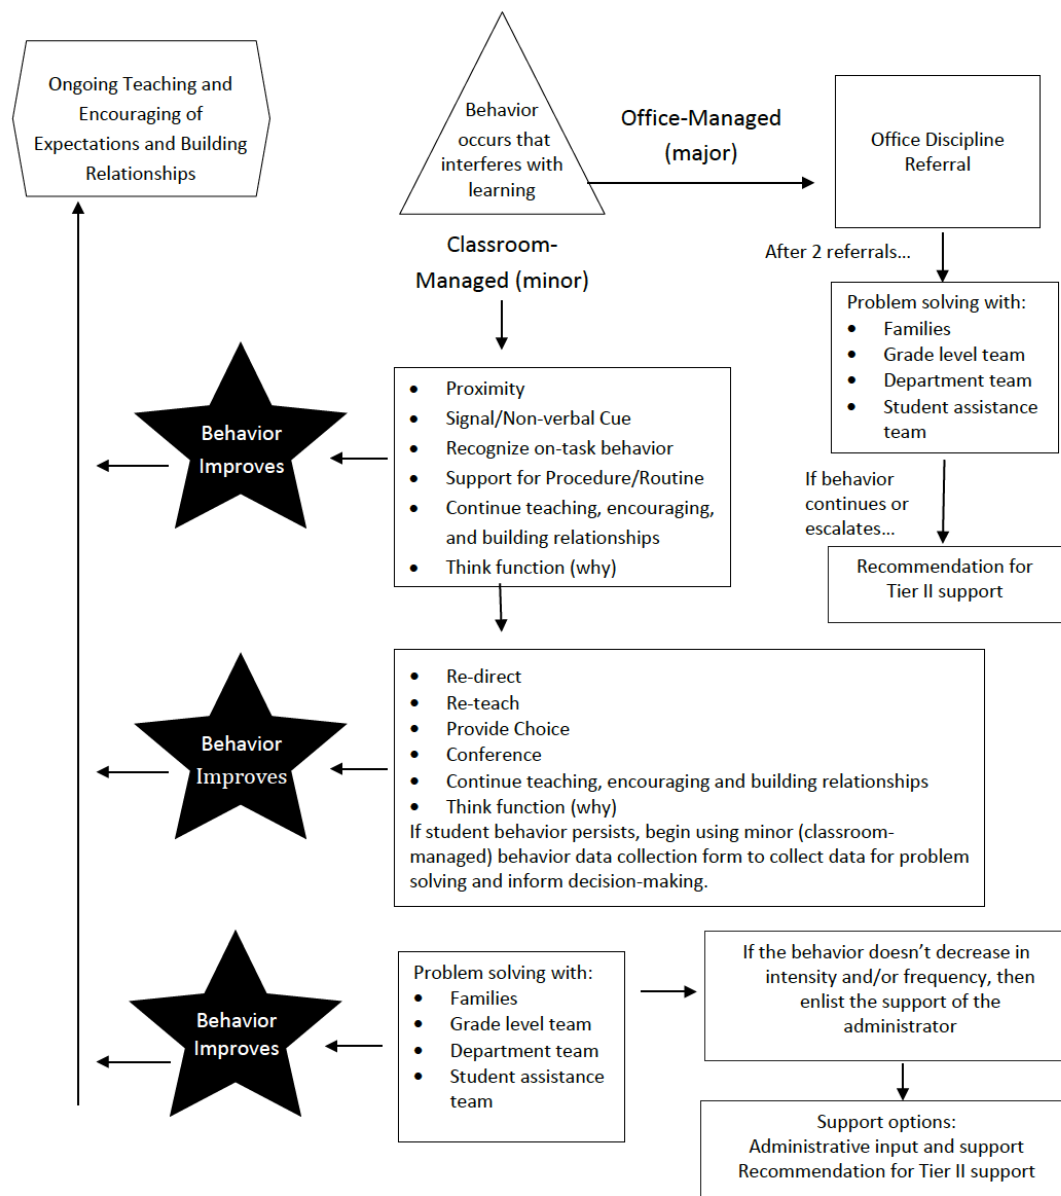 Ongoing Teaching and
Encouraging of
Expectations and Building
Relationships
Behavior
occurs that
interferes with
learning
Office-Managed
(major)
Office Discipline
Referral
Classroom-
Managed (minor)
After 2 referrals...
Problem solving with:
• Families
• Grade level team
• Department team
• Student assistance
team
If behavior
continues or
escalates...
Recommendation for
Tier II support
Behavior
Improves
• Proximity
• Signal/Non-verbal Cue
• Recognize on-task behavior
• Support for Procedure/Routine
• Continue teaching, encouraging,
and building relationships
• Think function (why)
Behavior
Improves
• Re-direct
• Re-teach
• Provide Choice
• Conference
• Continue teaching, encouraging and building relationships
• Think function (why)
If student behavior persists, begin using minor (classroom-
managed) behavior data collection form to collect data for problem
solving and inform decision-making.
Behavior
Improves
Problem solving with:
• Families
• Grade level team
• Department team
• Student assistance
team
If the behavior doesn’t decrease in
intensity and/or frequency, then
enlist the support of the
administrator
Support options:
Administrative input and support
Recommendation for Tier II support